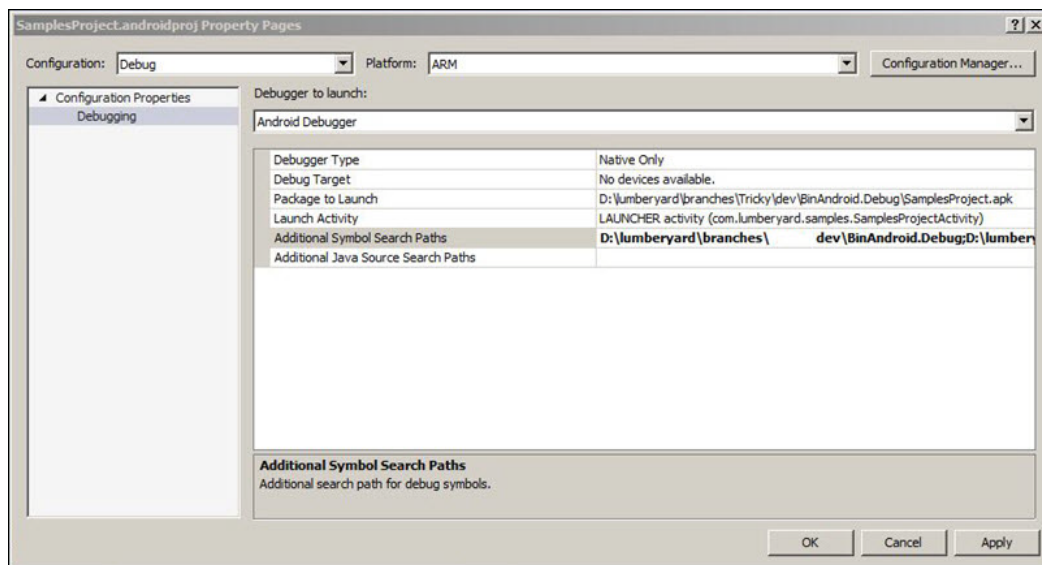 SamplesProject.androidproj Property Pages
Configuration: Debug Platform: ARM Configuration Manager...
Configuration Properties
Debugging
Debugger to launch:
Android Debugger
Debugger Type Native Only
Debug Target No devices available.
Package to Launch D:\lumberyard\branches\Tricky\dev\BinAndroid.Debug\SamplesProject.apk
Launch Activity LAUNCHER activity (com.lumberyard.samples.SamplesProjectActivity)
Additional Symbol Search Paths D:\lumberyard\branches\ dev\BinAndroid.Debug;D:\lumbery
Additional Java Source Search Paths
Additional Symbol Search Paths
Additional search path for debug symbols.
OK Cancel Apply